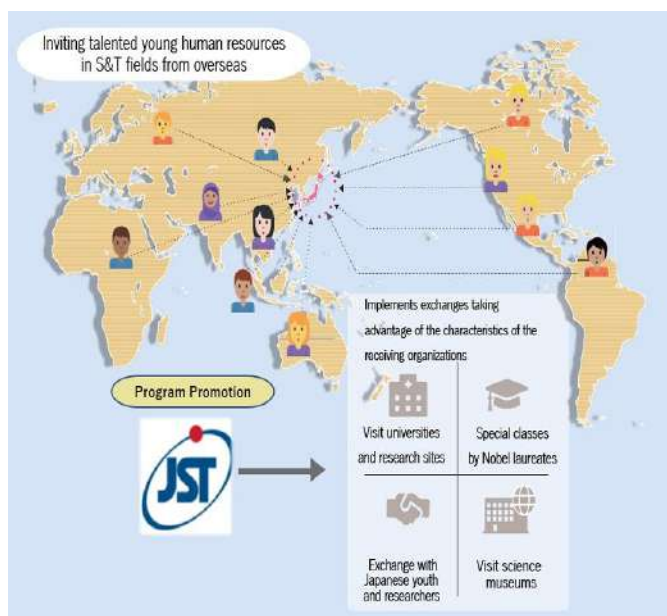 Inviting talented young human resources
in S&T fields from overseas
Implements exchanges taking
advantage of the characteristics of the
receiving organizations
Program Promotion
JST
Visit universities
and research sites
Special classes
by Nobel laureates
Exchange with
Japanese youth
and researchers
Visit science
museums